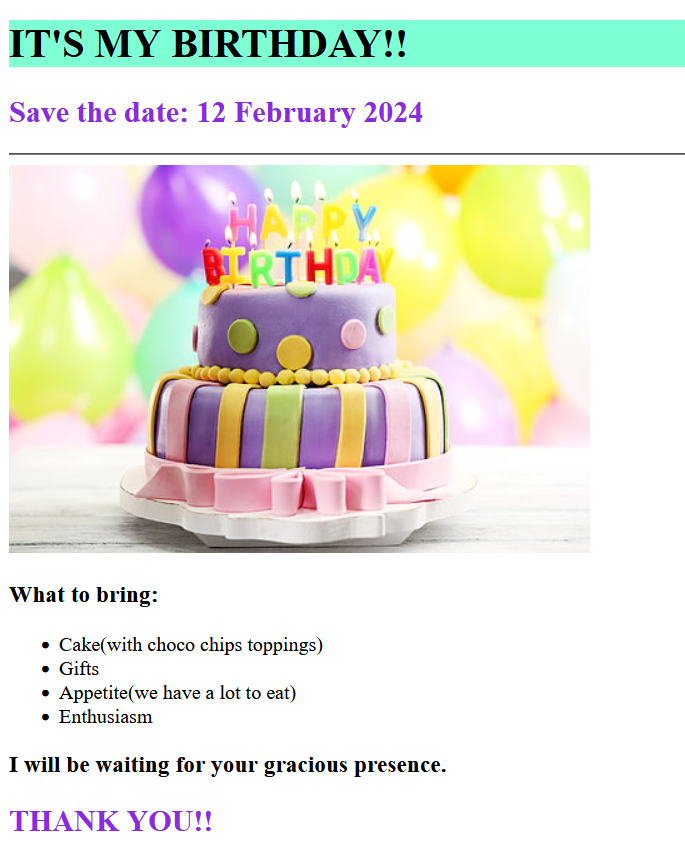 IT'S MY BIRTHDAY!!
Save the date: 12 February 2024
HAPPY
BIRTHDAY
What to bring:
Cake(with choco chips toppings)
Gifts
Appetite(we have a lot to eat)
Enthusiasm
I will be waiting for your gracious presence.
THANK YOU!!